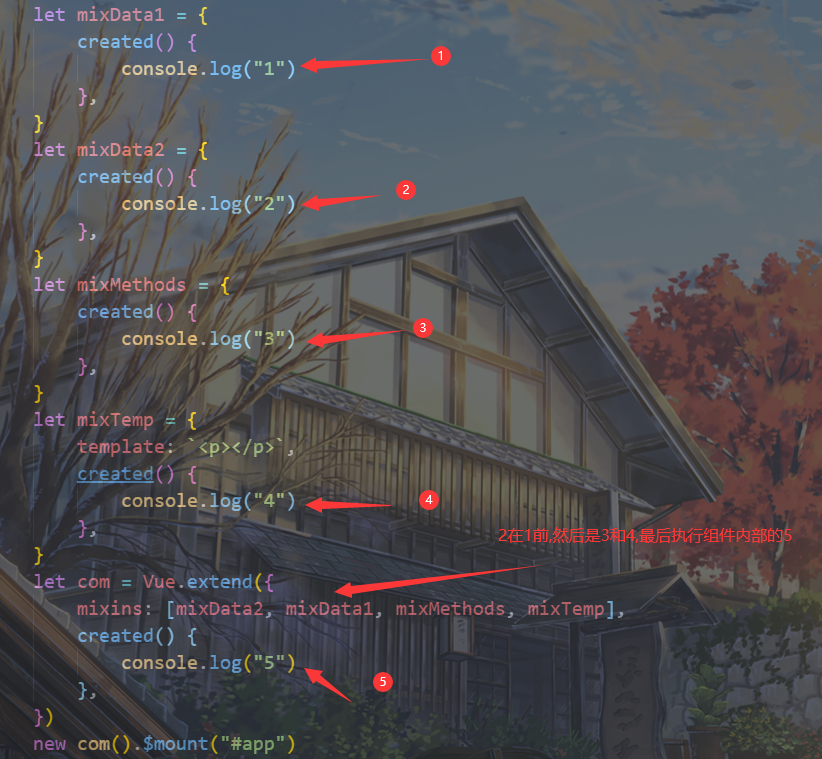 let mixData1 = {
created() {
console.log("1")
1
},
}
let mixData2 = {
created() {
console.log("2")
2
},
}
let mixMethods = {
created() {
console.log("3")
3
},
}
let mixTemp = {
template: `<p></p>`,
created() {
console.log("4")
4
},
2在1前,然后是3和4,最后执行组件内部的5
}
let com = Vue.extend({
mixins: [mixData2, mixData1, mixMethods, mixTemp],
created() {
console.log("5")
5
},
})
new com().$mount("#app")